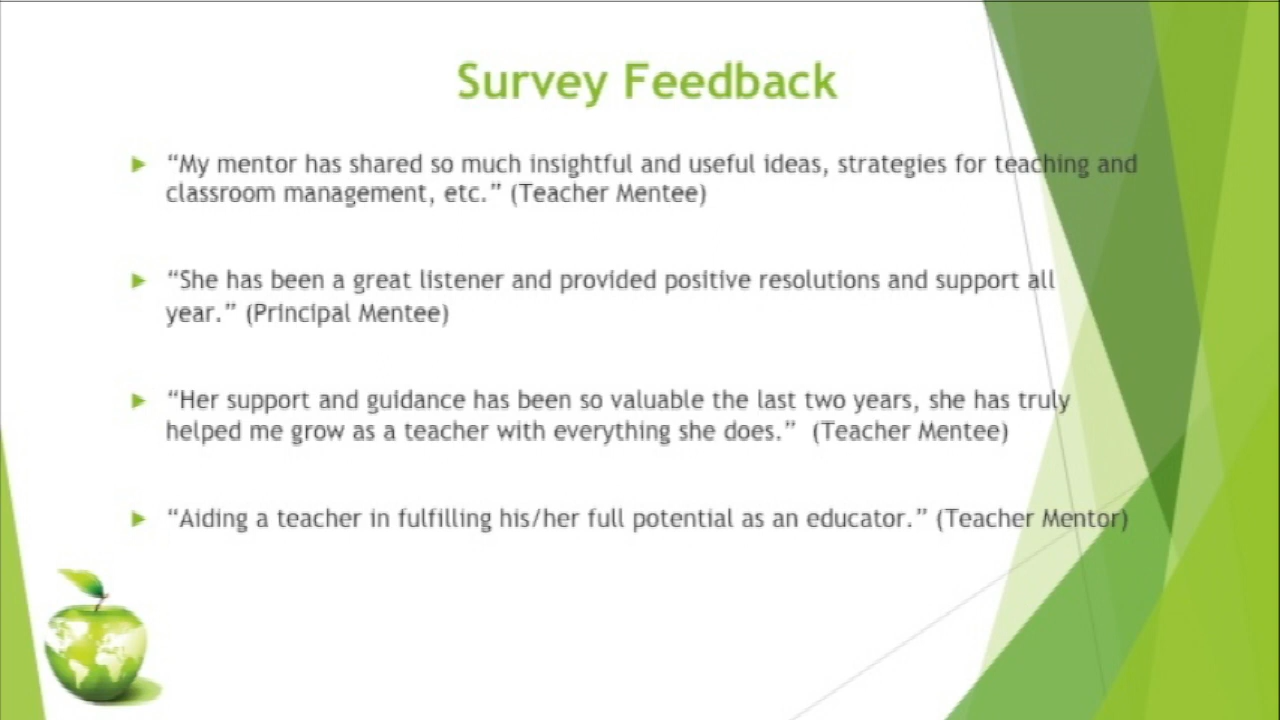 Survey Feedback
“My mentor has shared so much insightful and useful ideas, strategies for teaching and
classroom management, etc.” (Teacher Mentee)
“She has been a great listener and provided positive resolutions and support all
year.” (Principal Mentee)
“Her support and guidance has been so valuable the last two years, she has truly
helped me grow as a teacher with everything she does.”  (Teacher Mentee)
“Aiding a teacher in fulfilling his/her full potential as an educator.” (Teacher Mentor)